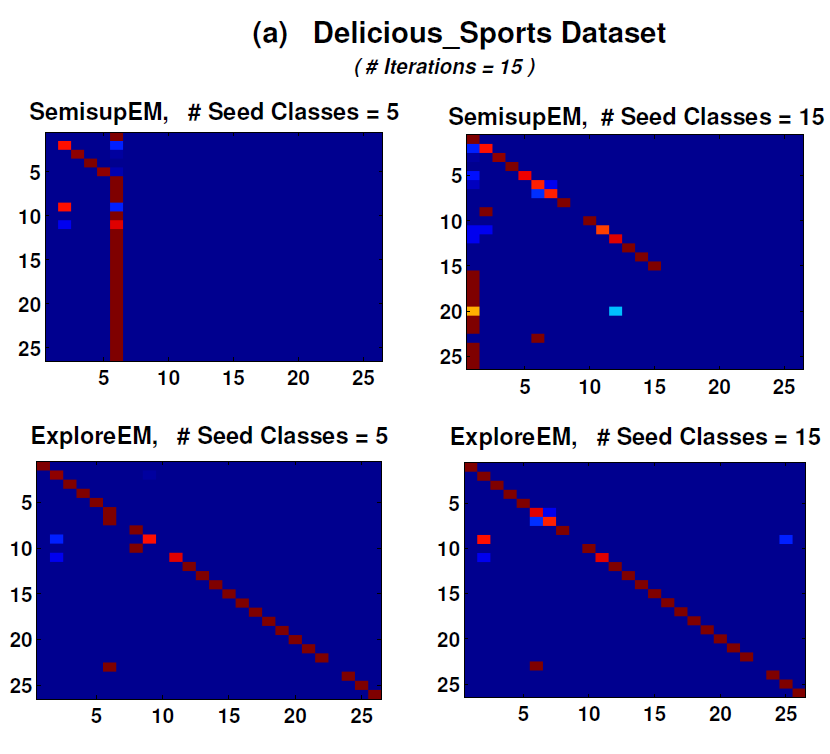 (a) Delicious_Sports Dataset
( # Iterations = 15 )
SemisupEM, # Seed Classes = 5
5
10
15
20
25
5 10 15 20 25
SemisupEM, # Seed Classes = 15
5
10
15
20
25
5 10 15 20 25
ExploreEM, # Seed Classes = 5
5
10
15
20
25
5 10 15 20 25
ExploreEM, # Seed Classes = 15
5
10
15
20
25
5 10 15 20 25